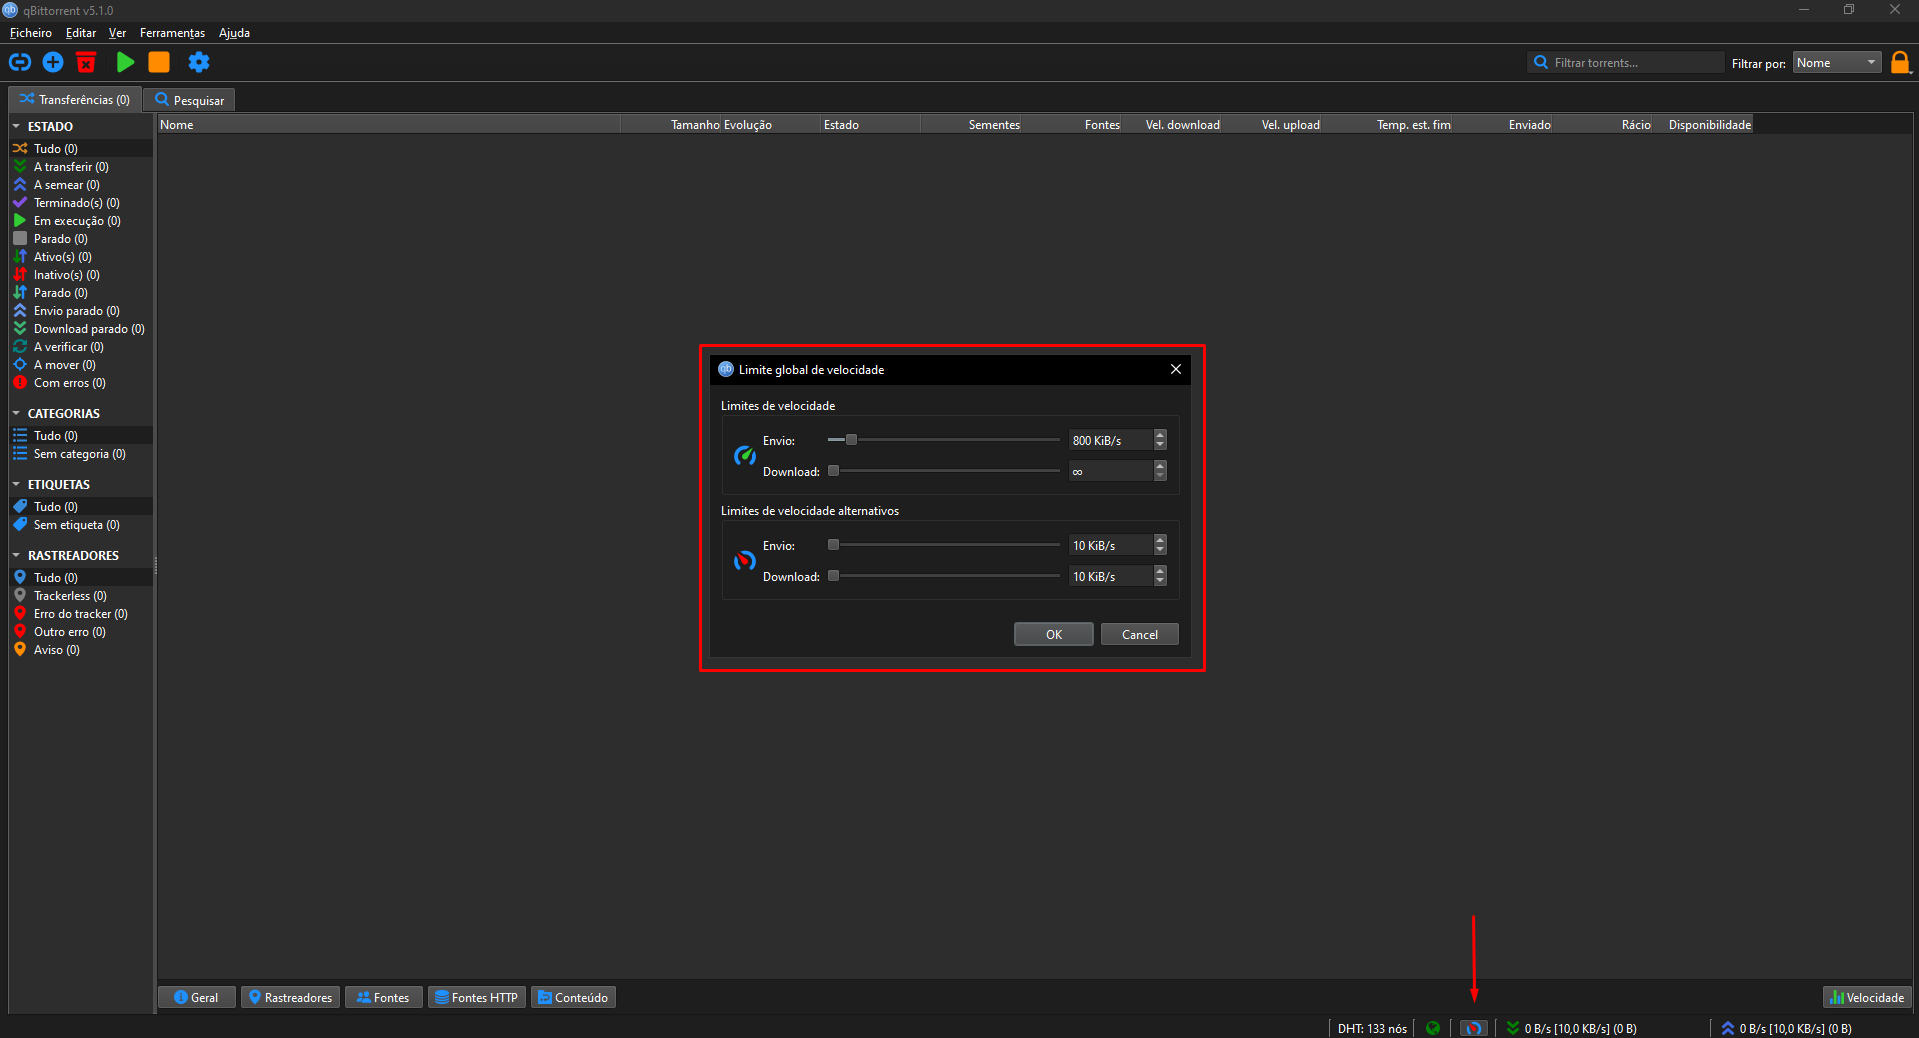 qBittorrent v5.1.0
Ficheiro Editar Ver Ferramentas Ajuda
Filtrar torrents...
Filtrar por: Nome
Transferências (0) Pesquisar
ESTADO
Tudo (0)
A transferir (0)
A semear (0)
Terminado(s) (0)
Em execução (0)
Parado (0)
Ativo(s) (0)
Inativo(s) (0)
Parado (0)
Envio parado (0)
Download parado (0)
A verificar (0)
A mover (0)
Com erros (0)
CATEGORIAS
Tudo (0)
Sem categoria (0)
ETIQUETAS
Tudo (0)
Sem etiqueta (0)
RASTREADORES
Tudo (0)
Trackerless (0)
Erro do tracker (0)
Outro erro (0)
Aviso (0)
Nome Tamanho Evolução Estado Sementes Fontes Vel. download Vel. upload Temp. est. fim Enviado Rácio Disponibilidade
Limite global de velocidade
Limites de velocidade
Envio: 800 KiB/s
Download: ∞
Limites de velocidade alternativos
Envio: 10 KiB/s
Download: 10 KiB/s
OK Cancel
Geral Rastreadores Fontes Fontes HTTP Conteúdo Velocidade
DHT: 133 nós 0 B/s [10,0 KB/s] (0 B) 0 B/s [10,0 KB/s] (0 B)